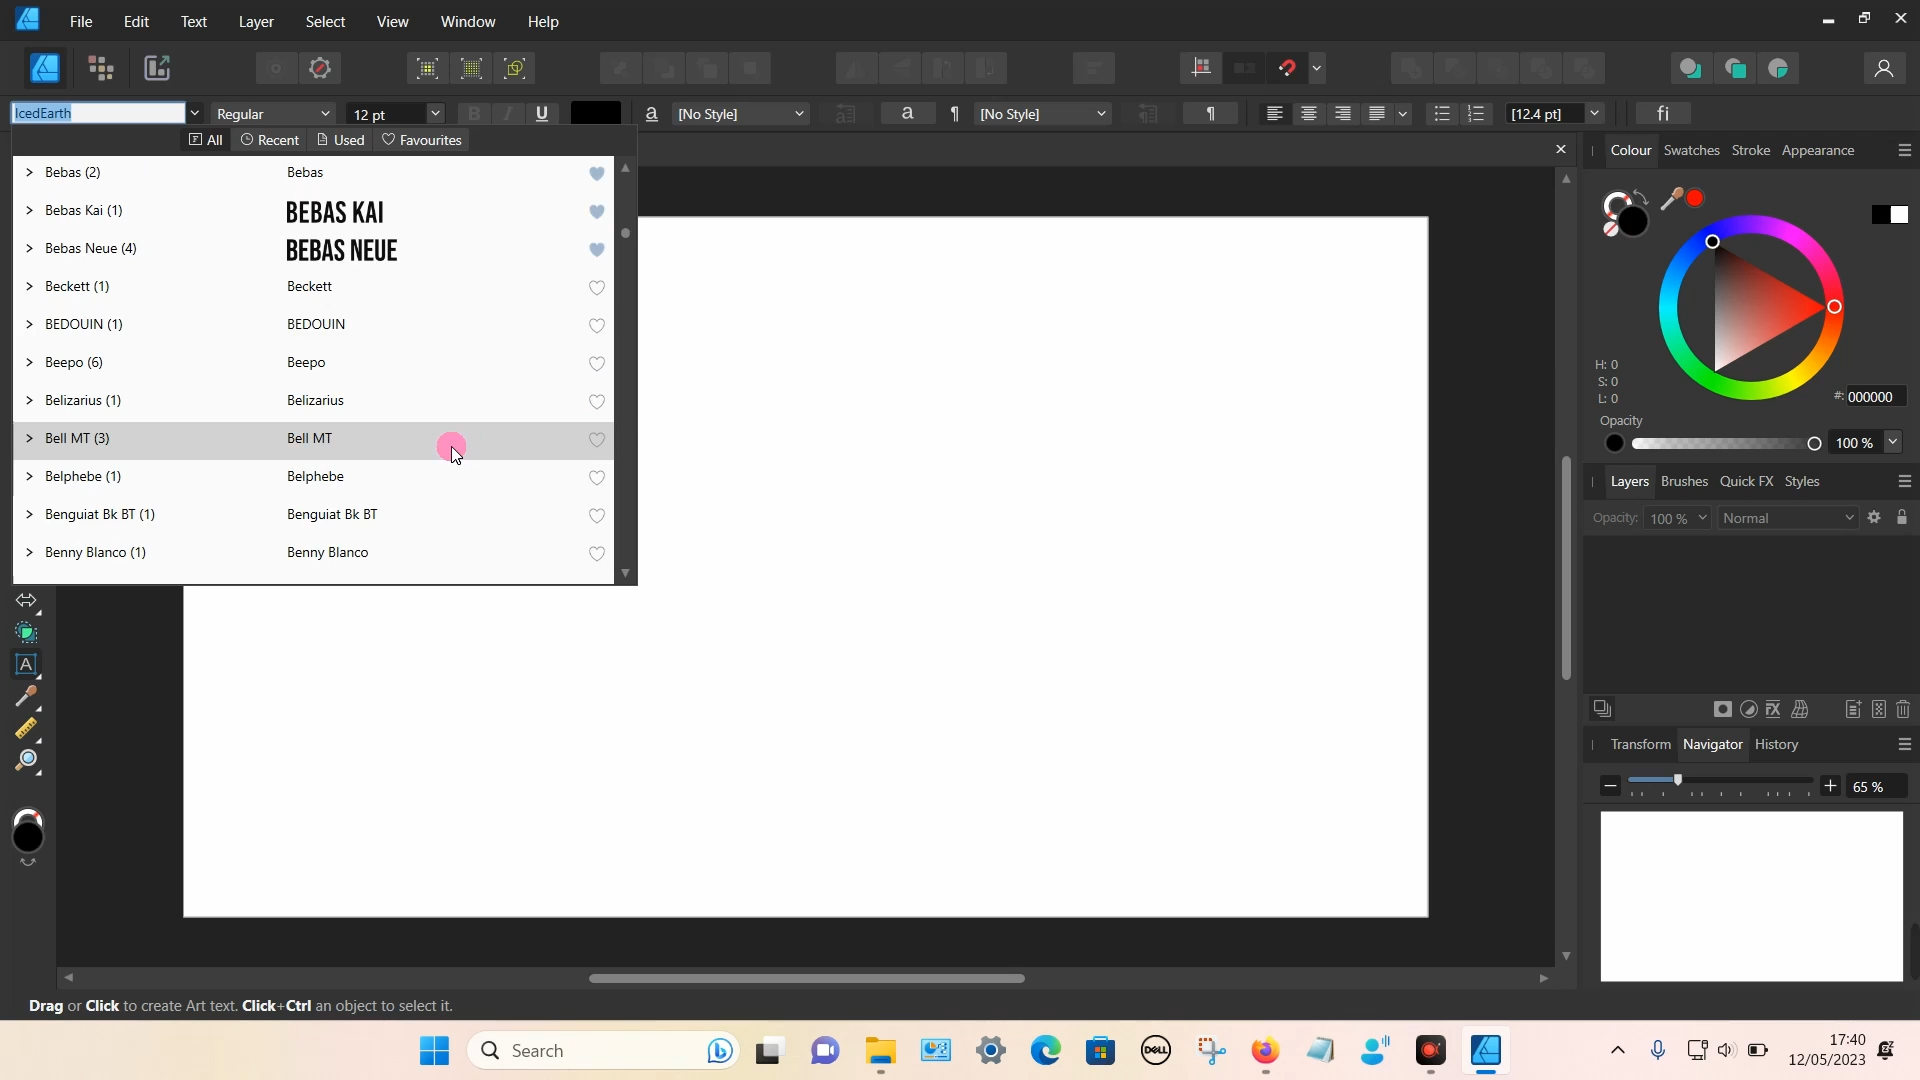 File Edit Text Layer Select View Window Help
IcedEarth Regular 12 pt B I U a [No Style] a ¶ [No Style] ¶ [12.4 pt] fi
All Recent Used Favourites
Bebas (2) Bebas
Bebas Kai (1) BEBAS KAI
Bebas Neue (4) BEBAS NEUE
Beckett (1) Beckett
BEDOUIN (1) BEDOUIN
Beepo (6) Beepo
Belizarius (1) Belizarius
Bell MT (3) Bell MT
Belphebe (1) Belphebe
Benguiat Bk BT (1) Benguiat Bk BT
Benny Blanco (1) Benny Blanco
Colour Swatches Stroke Appearance
H: 0
S: 0
L: 0
#: 000000
Opacity
100 %
Layers Brushes Quick FX Styles
Opacity: 100 % Normal
Transform Navigator History
65 %
Drag or Click to create Art text. Click+Ctrl an object to select it.
Search
DELL
17:40
12/05/2023